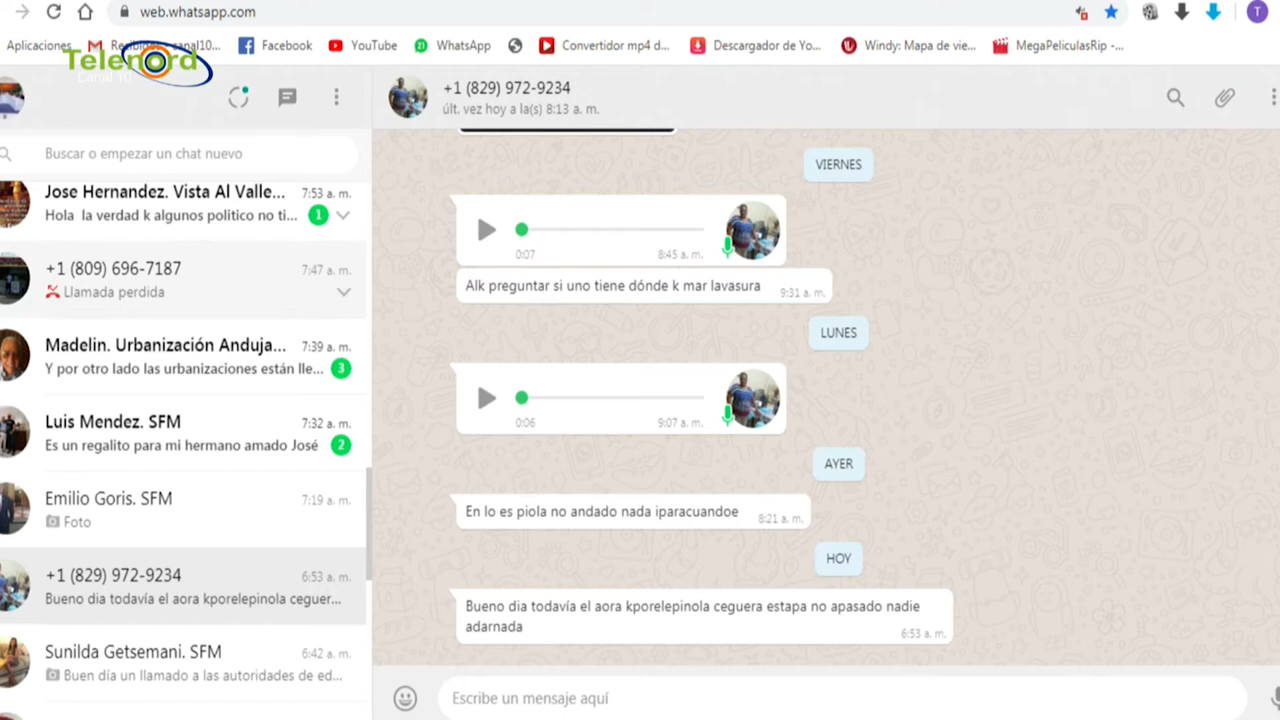 web.whatsapp.com
Aplicaciones
Recibidos - canal10...
Facebook
YouTube
WhatsApp
Convertidor mp4 d...
Descargador de Yo...
Windy: Mapa de vie...
MegaPeliculasRip -...
T
Telenord
Canal 10
Buscar o empezar un chat nuevo
Jose Hernandez. Vista Al Valle...
7:53 a. m.
Hola la verdad k algunos politico no ti...
1
+1 (809) 696-7187
7:47 a. m.
Llamada perdida
Madelin. Urbanización Anduja...
7:39 a. m.
Y por otro lado las urbanizaciones están lle...
3
Luis Mendez. SFM
7:32 a. m.
Es un regalito para mi hermano amado José
2
Emilio Goris. SFM
7:19 a. m.
Foto
+1 (829) 972-9234
6:53 a. m.
Bueno dia todavía el aora kporelepinola ceguer...
Sunilda Getsemani. SFM
6:42 a. m.
Buen día un llamado a las autoridades de ed...
+1 (829) 972-9234
últ. vez hoy a la(s) 8:13 a. m.
VIERNES
0:07
8:45 a. m.
Alk preguntar si uno tiene dónde k mar lavasura
9:31 a. m.
LUNES
0:06
9:07 a. m.
AYER
En lo es piola no andado nada iparacuandoe
8:21 a. m.
HOY
Bueno dia todavía el aora kporelepinola ceguera estapa no apasado nadie
adarnada
6:53 a. m.
Escribe un mensaje aquí